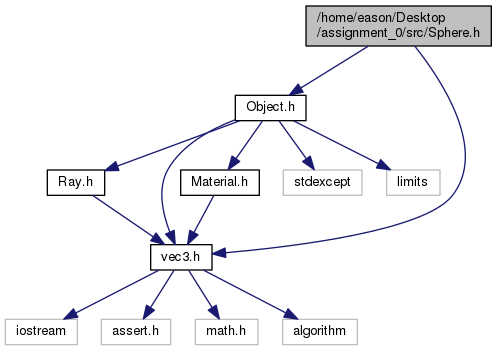 /home/eason/Desktop
/assignment_0/src/Sphere.h
Object.h
Ray.h
Material.h
stdexcept
limits
vec3.h
iostream
assert.h
math.h
algorithm